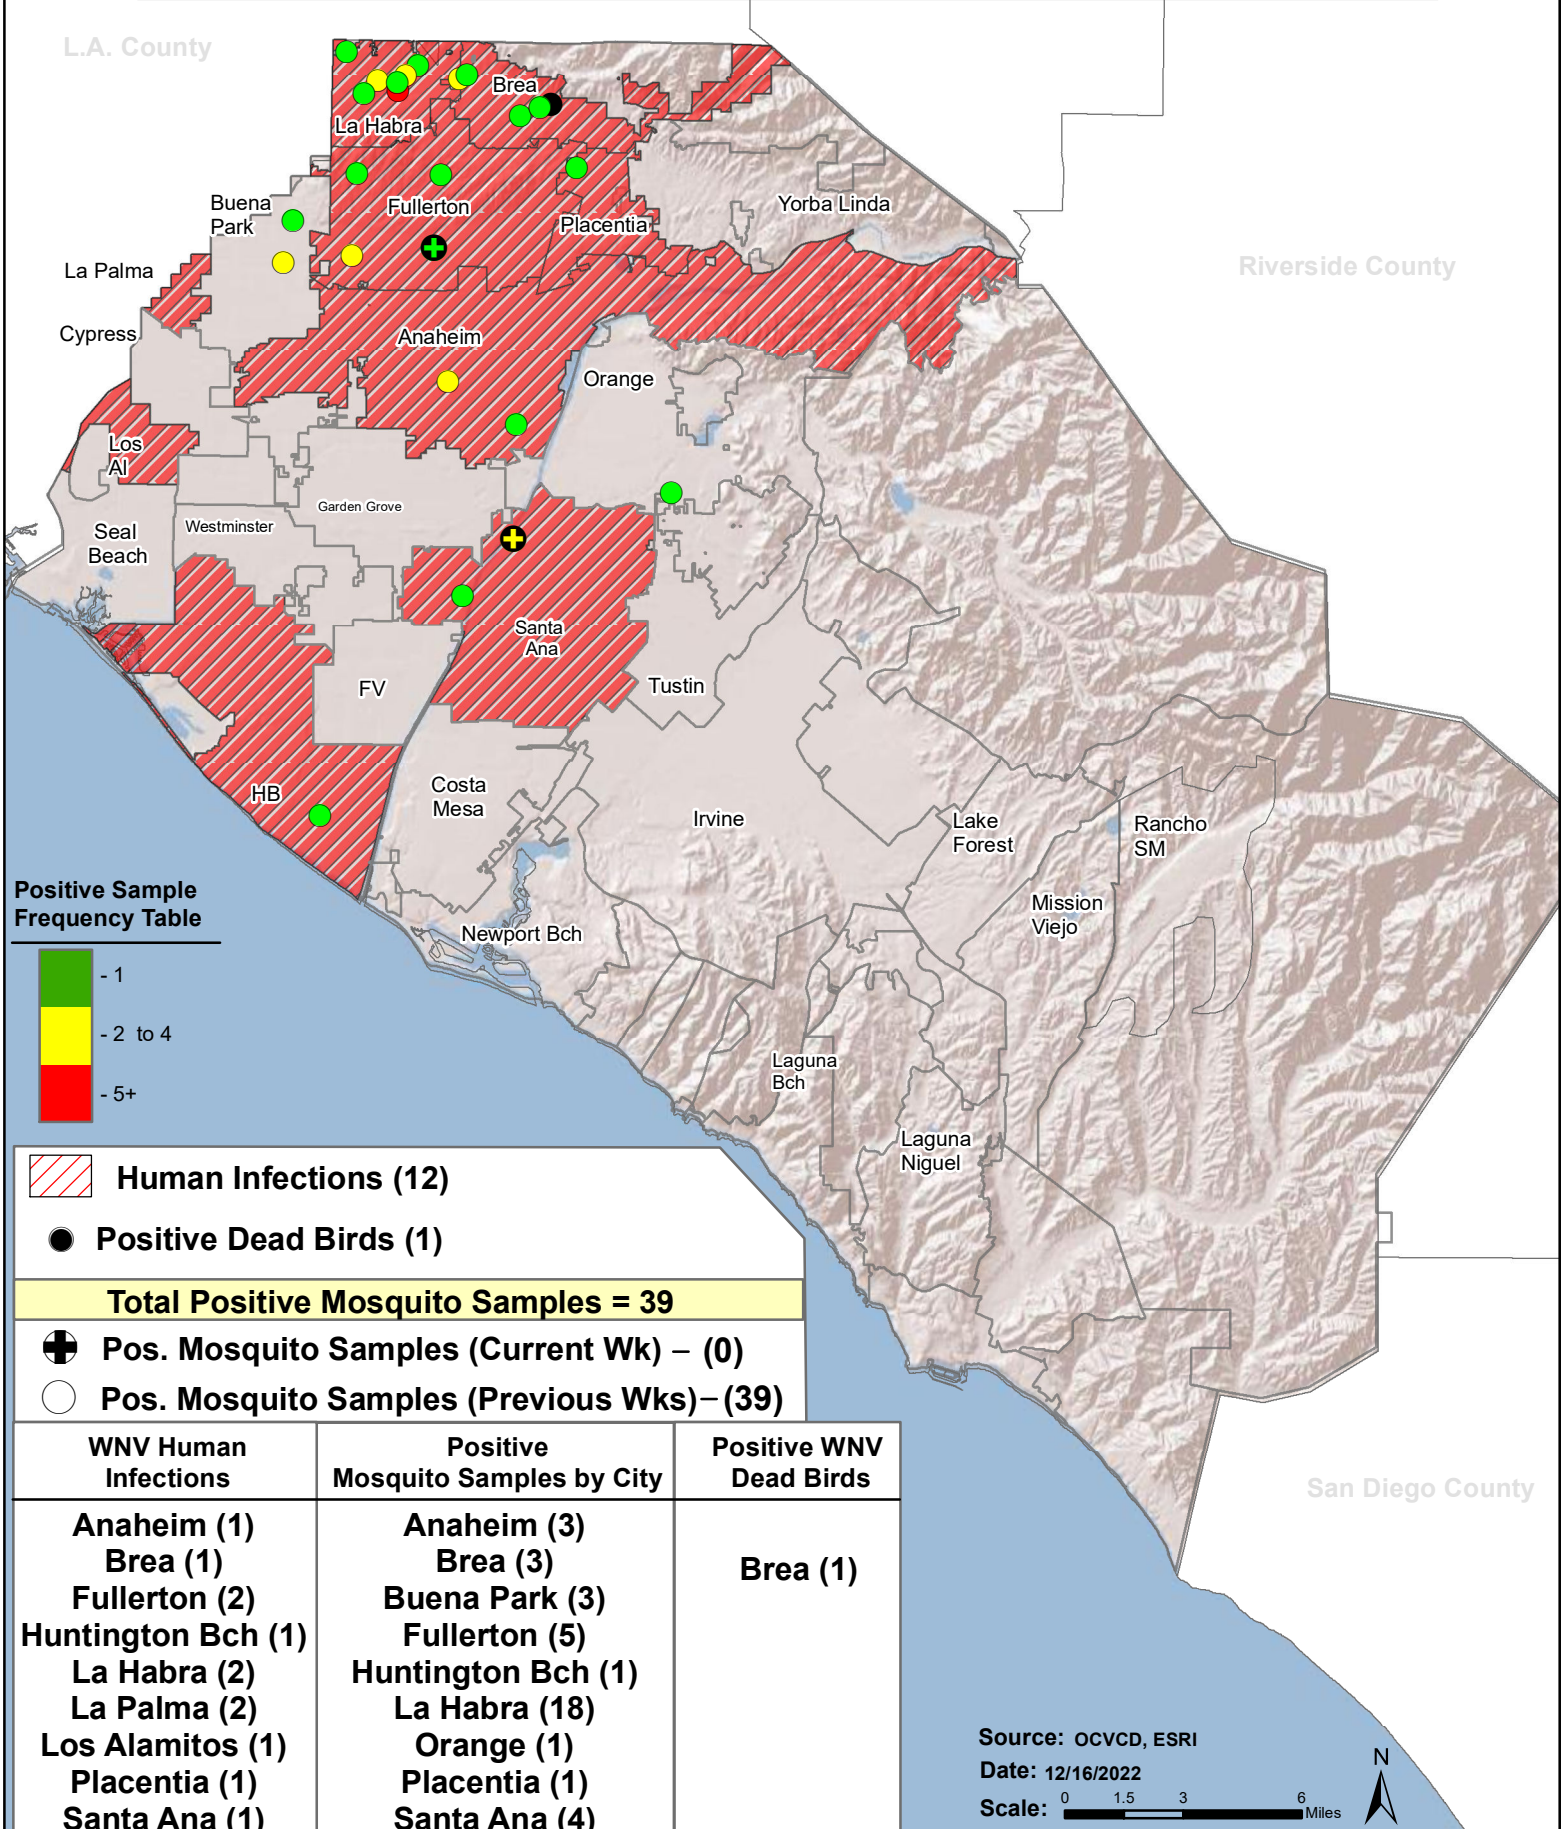 L.A. County
Brea
La Habra
Buena
Park
Fullerton
Yorba Linda
Placentia
La Palma
Riverside County
Cypress
Anaheim
Orange
Los
Al
Garden Grove
Westminster
Seal
Beach
Santa
Ana
FV
Tustin
HB
Costa
Mesa
Irvine
Lake
Forest
Rancho
SM
Mission
Viejo
Newport Bch
Laguna
Bch
Laguna
Niguel
San Diego County
Positive Sample
Frequency Table
- 1
- 2 to 4
- 5+
Human Infections (12)
Positive Dead Birds (1)
Total Positive Mosquito Samples = 39
Pos. Mosquito Samples (Current Wk) – (0)
Pos. Mosquito Samples (Previous Wks)–(39)
WNV Human
Infections
Anaheim (1)
Brea (1)
Fullerton (2)
Huntington Bch (1)
La Habra (2)
La Palma (2)
Los Alamitos (1)
Placentia (1)
Santa Ana (1)
Positive
Mosquito Samples by City
Anaheim (3)
Brea (3)
Buena Park (3)
Fullerton (5)
Huntington Bch (1)
La Habra (18)
Orange (1)
Placentia (1)
Santa Ana (4)
Positive WNV
Dead Birds
Brea (1)
Source: OCVCD, ESRI
Date: 12/16/2022
Scale: 0 1.5 3 6 Miles
N